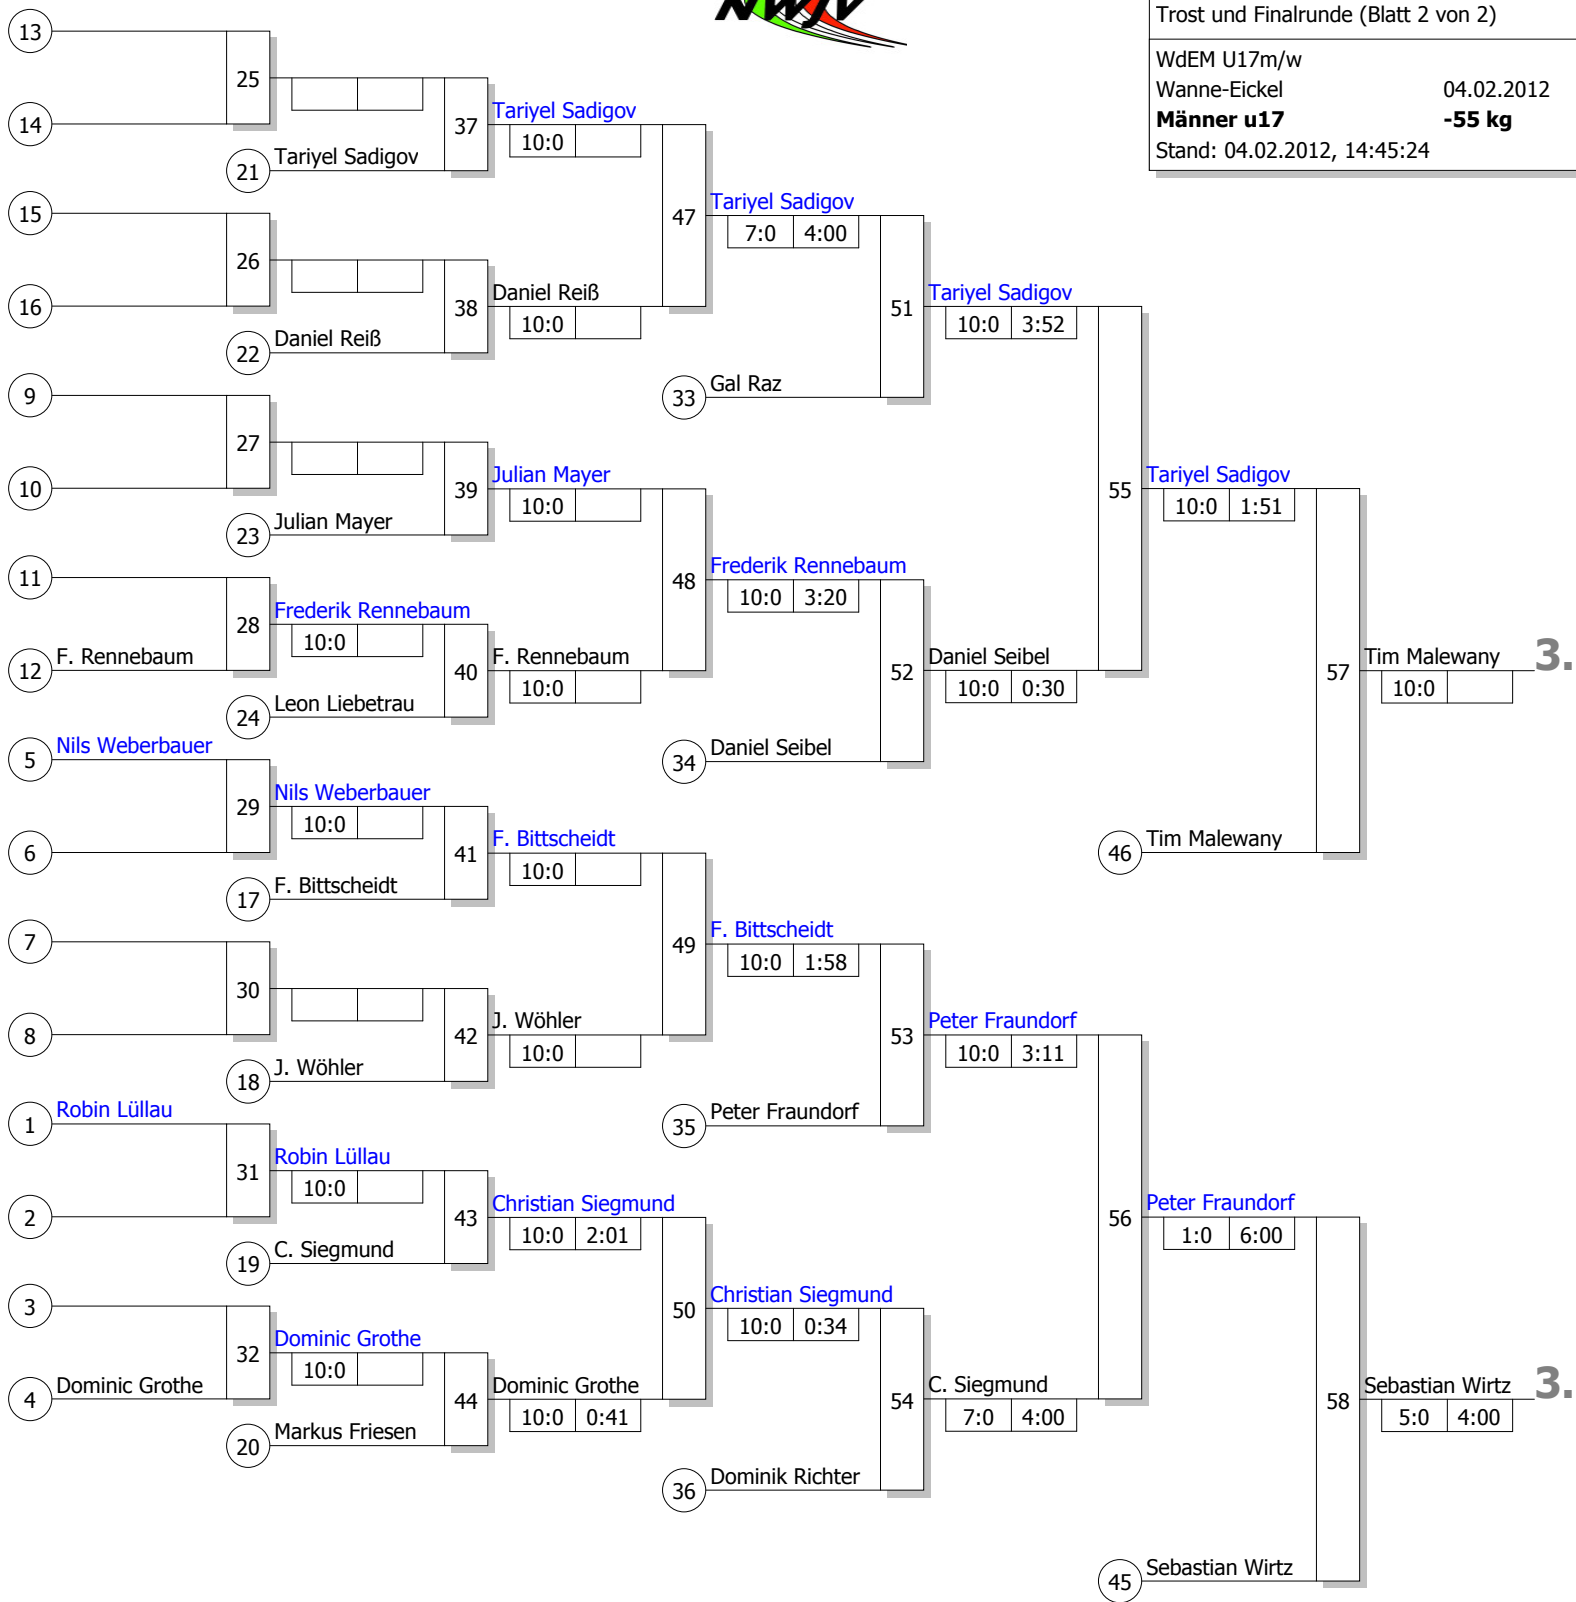 NWJV
Trost und Finalrunde (Blatt 2 von 2)
WdEM U17m/w
Wanne-Eickel 04.02.2012
Männer u17 -55 kg
Stand: 04.02.2012, 14:45:24
13
25
14
37
Tariyel Sadigov
10:0
21
Tariyel Sadigov
15
47
Tariyel Sadigov
7:0 4:00
26
16
38
Daniel Reiß
10:0
22
Daniel Reiß
51
Tariyel Sadigov
10:0 3:52
33
Gal Raz
9
27
10
39
Julian Mayer
10:0
23
Julian Mayer
55
Tariyel Sadigov
10:0 1:51
11
48
Frederik Rennebaum
10:0 3:20
28
Frederik Rennebaum
10:0
12
F. Rennebaum
40
F. Rennebaum
10:0
24
Leon Liebetrau
52
Daniel Seibel
10:0 0:30
34
Daniel Seibel
57
Tim Malewany
10:0
3.
5
Nils Weberbauer
29
Nils Weberbauer
10:0
6
41
F. Bittscheidt
10:0
17
F. Bittscheidt
46
Tim Malewany
7
49
F. Bittscheidt
10:0 1:58
30
8
42
J. Wöhler
10:0
18
J. Wöhler
53
Peter Fraundorf
10:0 3:11
35
Peter Fraundorf
1
Robin Lüllau
31
Robin Lüllau
10:0
2
43
Christian Siegmund
10:0 2:01
19
C. Siegmund
56
Peter Fraundorf
1:0 6:00
3
50
Christian Siegmund
10:0 0:34
32
Dominic Grothe
10:0
4
Dominic Grothe
44
Dominic Grothe
10:0 0:41
20
Markus Friesen
54
C. Siegmund
7:0 4:00
36
Dominik Richter
58
Sebastian Wirtz
5:0 4:00
3.
45
Sebastian Wirtz